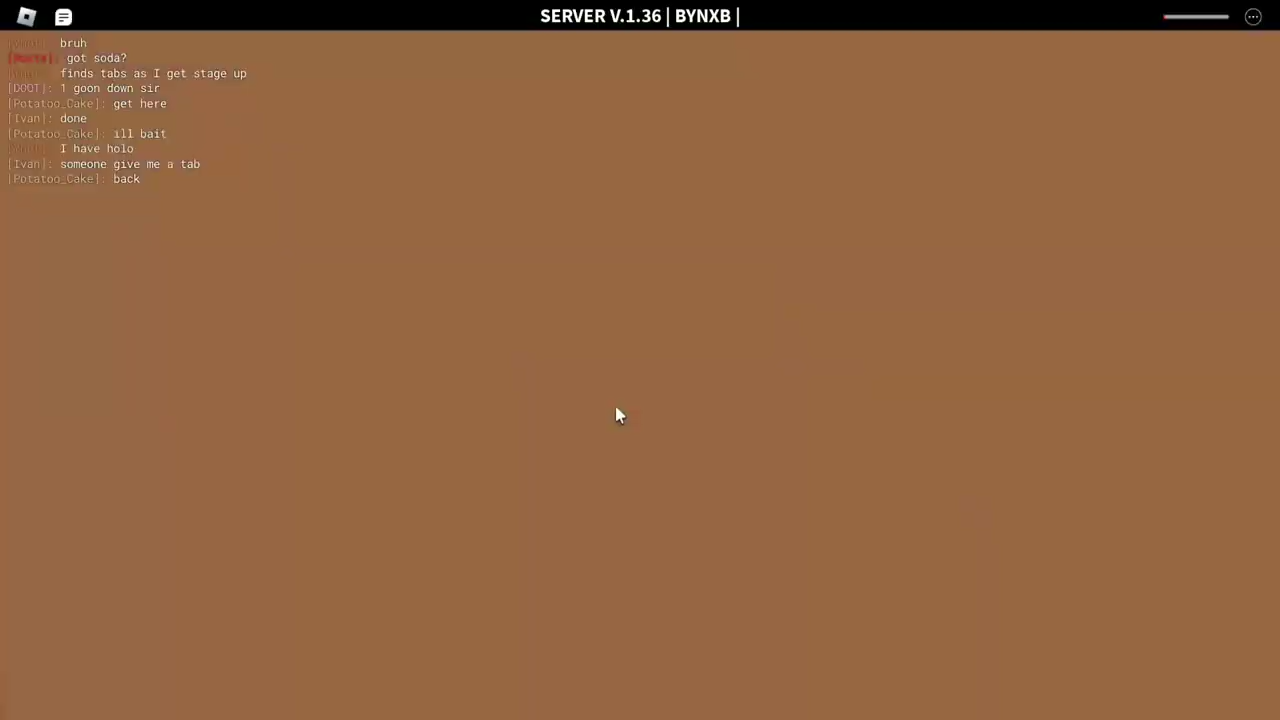 SERVER V.1.36 | BYNXB |
bruh
got soda?
finds tabs as I get stage up
[DOOT]: 1 goon down sir
[Potatoo_Cake]: get here
[Ivan]: done
[Potatoo_Cake]: ill bait
I have holo
[Ivan]: someone give me a tab
[Potatoo_Cake]: back